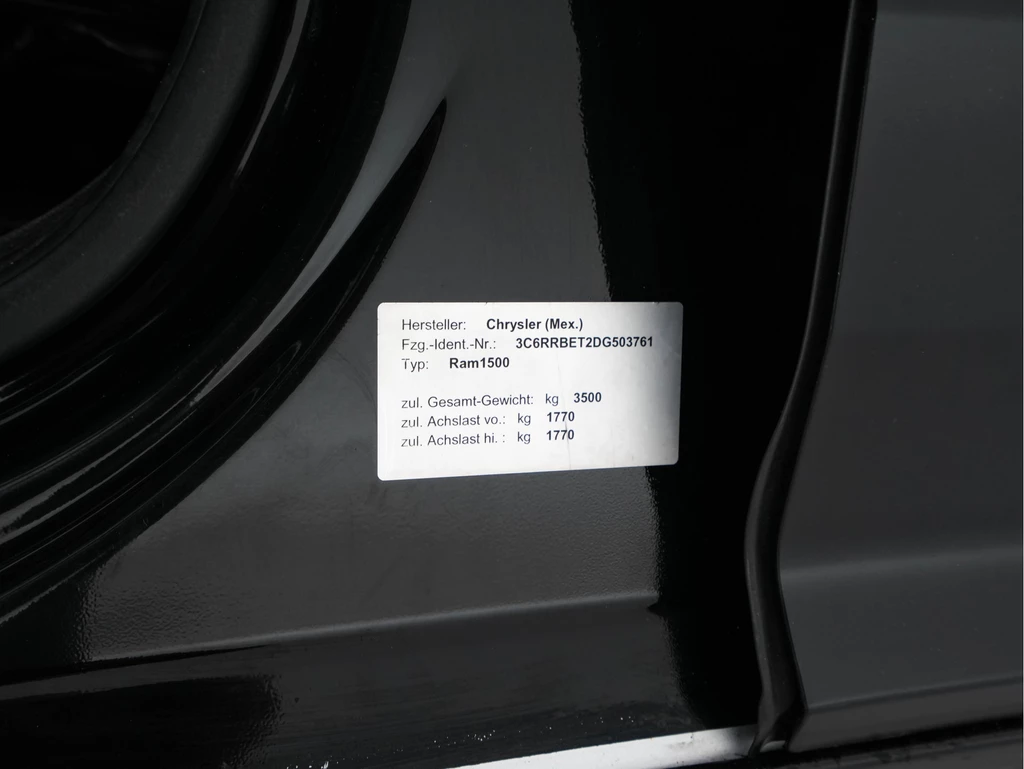 Hersteller: Chrysler (Mex.)
Fzg.-Ident.-Nr.: 3C6RRBET2DG503761
Typ: Ram1500
zul. Gesamt-Gewicht: kg 3500
zul. Achslast vo.: kg 1770
zul. Achslast hi. : kg 1770